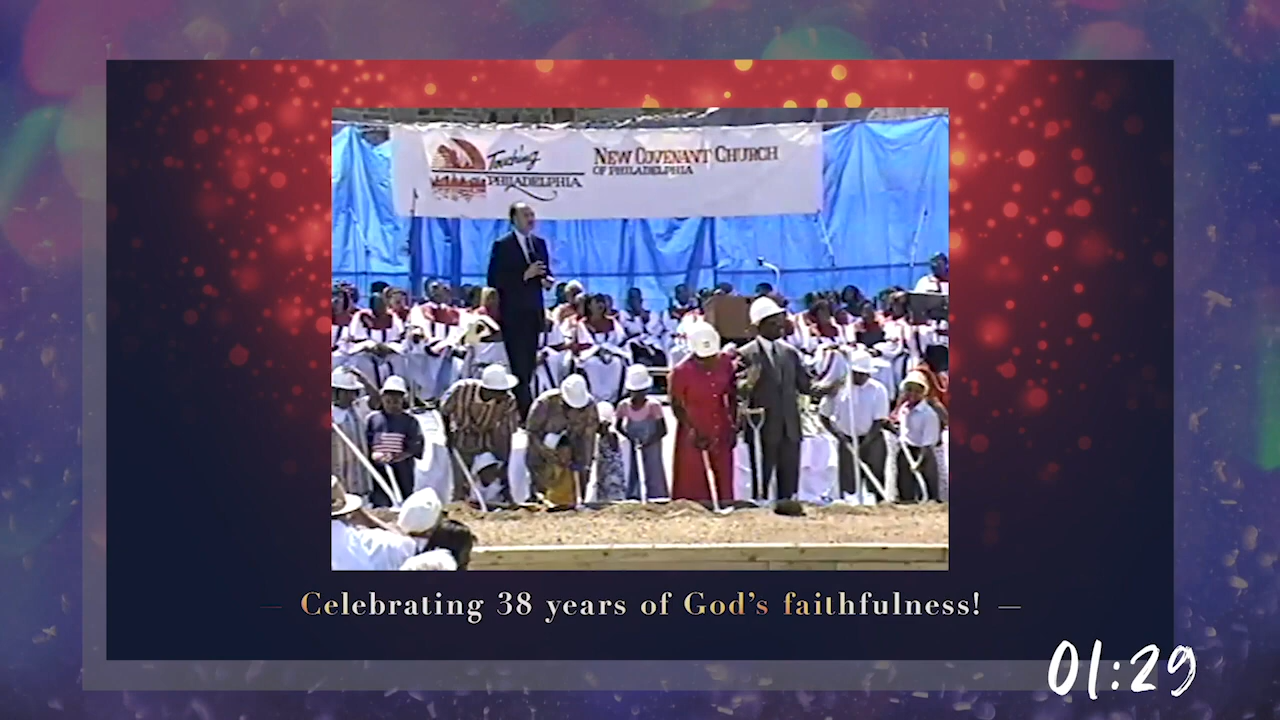 Touching
PHILADELPHIA
NEW COVENANT CHURCH
OF PHILADELPHIA
Celebrating 38 years of God's faithfulness!
01:29